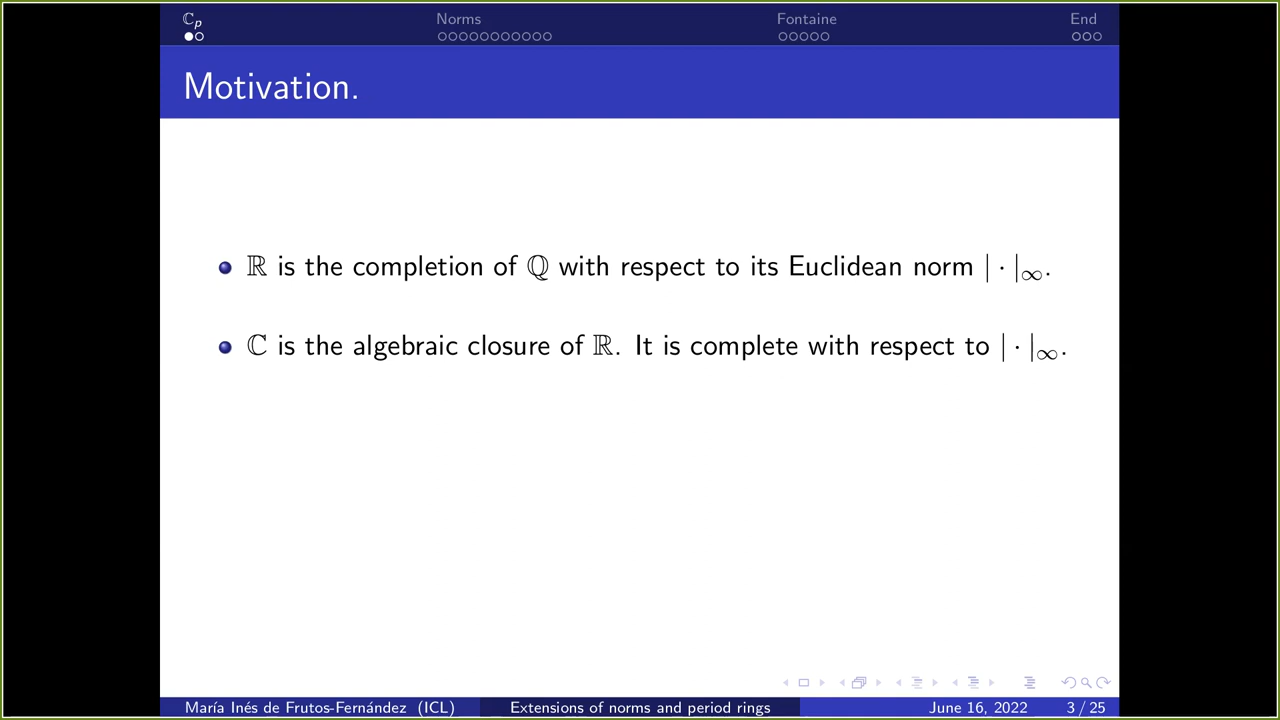 ℂₚ Norms Fontaine End
Motivation.
ℝ is the completion of ℚ with respect to its Euclidean norm | · |∞.
ℂ is the algebraic closure of ℝ. It is complete with respect to | · |∞.
María Inés de Frutos-Fernández (ICL) Extensions of norms and period rings June 16, 2022 3 / 25